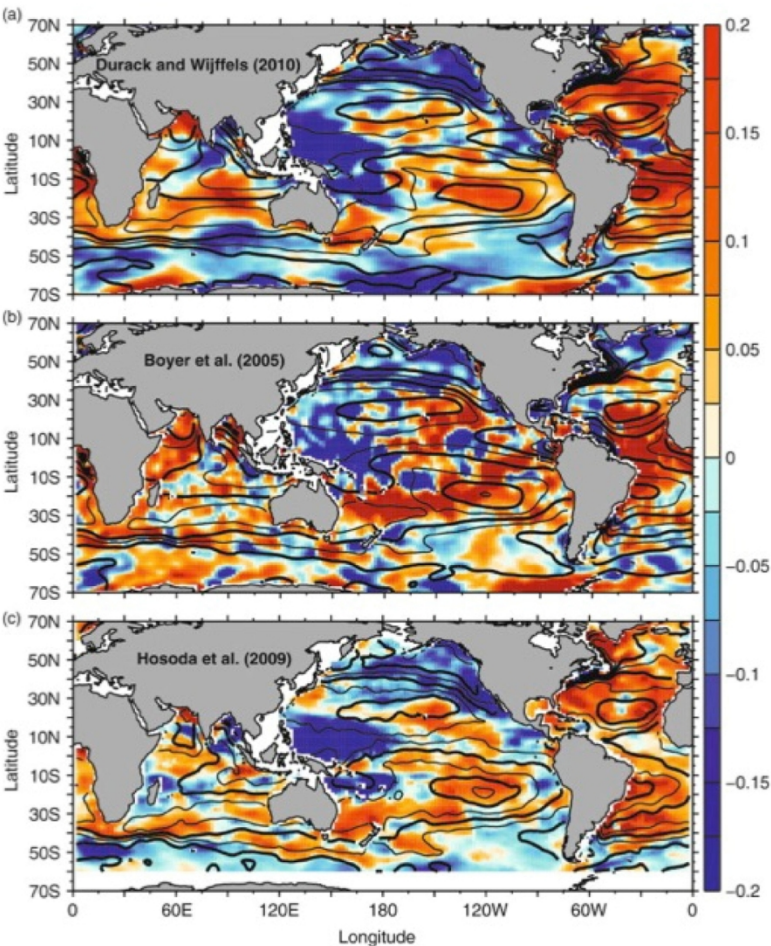 (a)
70N
50N
30N
10N
10S
30S
50S
70S
Latitude
Durack and Wijffels (2010)
(b)
70N
50N
30N
10N
10S
30S
50S
70S
Latitude
Boyer et al. (2005)
(c)
70N
50N
30N
10N
10S
30S
50S
70S
Latitude
Hosoda et al. (2009)
0 60E 120E 180 120W 60W 0
Longitude
0.2
0.15
0.1
0.05
0
−0.05
−0.1
−0.15
−0.2